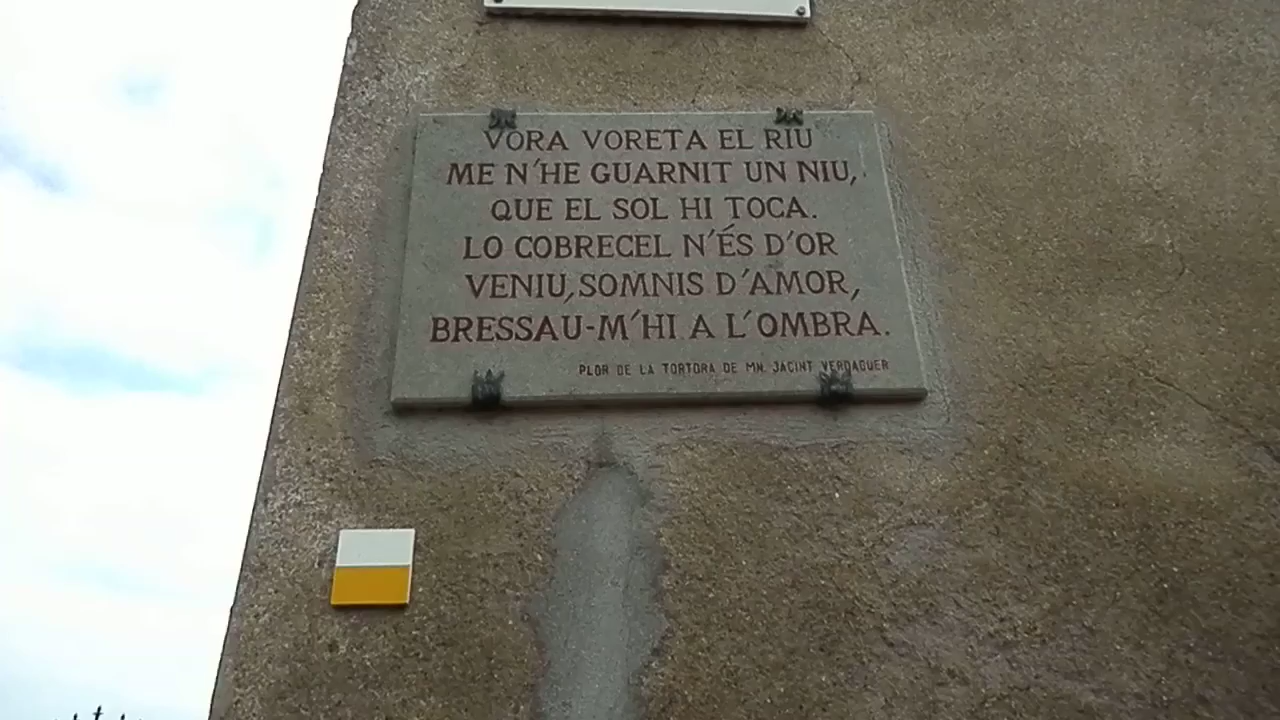 VORA VORETA EL RIU
ME N'HE GUARNIT UN NIU,
QUE EL SOL HI TOCA.
LO COBRECEL N'ÉS D'OR
VENIU, SOMNIS D'AMOR,
BRESSAU-M'HI A L'OMBRA.
PLOR DE LA TORTORA DE MN. JACINT VERDAGUER